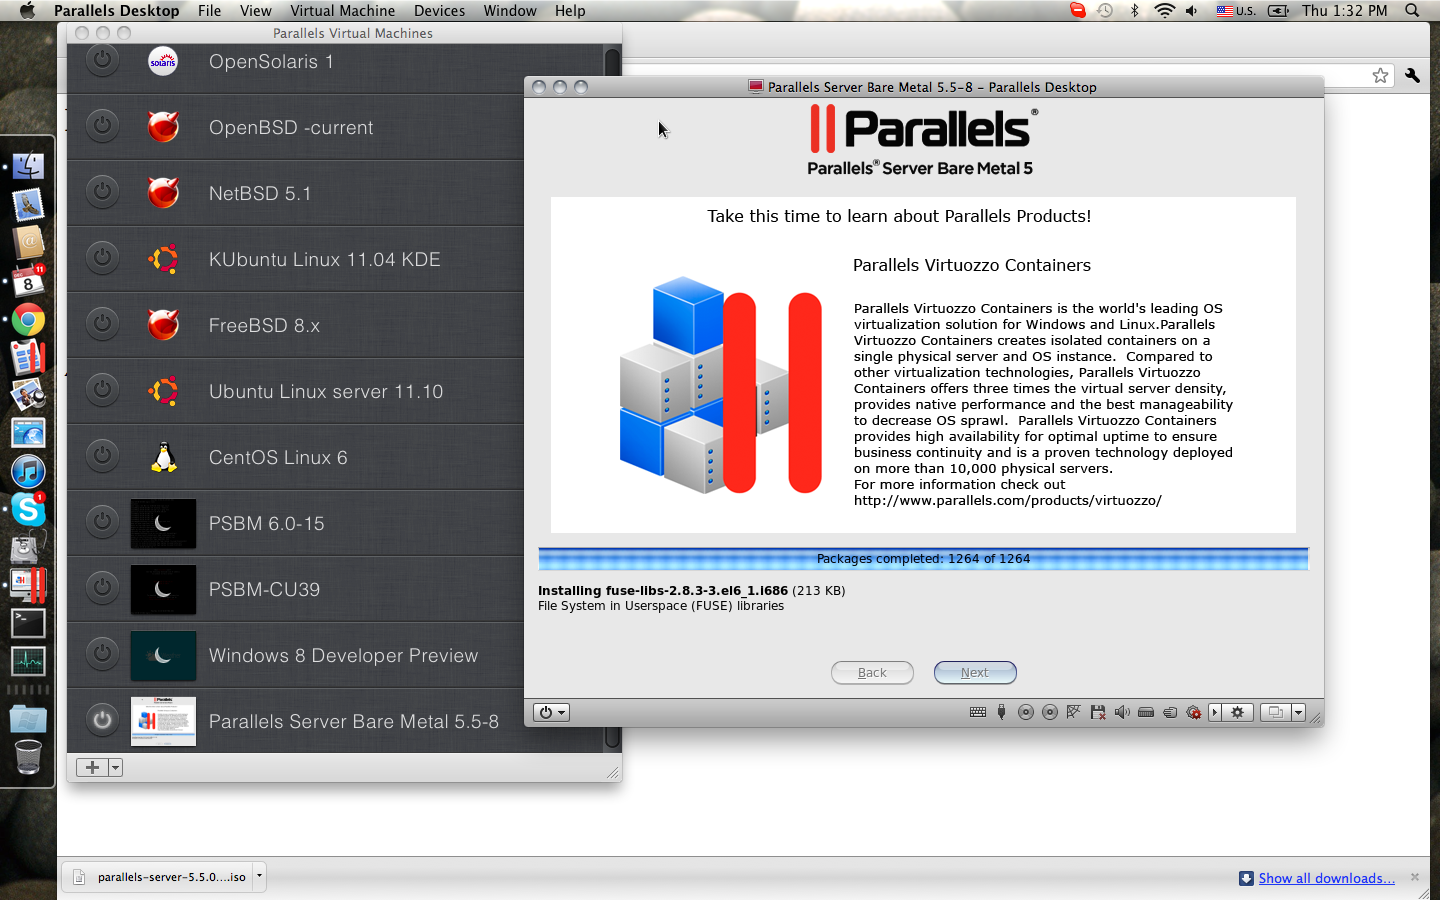 Parallels Desktop File View Virtual Machine Devices Window Help
U.S. Thu 1:32 PM
Parallels Virtual Machines
solaris
OpenSolaris 1
OpenBSD -current
NetBSD 5.1
KUbuntu Linux 11.04 KDE
FreeBSD 8.x
Ubuntu Linux server 11.10
CentOS Linux 6
PSBM 6.0-15
PSBM-CU39
Windows 8 Developer Preview
Parallels Server Bare Metal 5.5-8
Parallels Server Bare Metal 5.5-8 - Parallels Desktop
Parallels®
Parallels® Server Bare Metal 5
Take this time to learn about Parallels Products!
Parallels Virtuozzo Containers
Parallels Virtuozzo Containers is the world's leading OS
virtualization solution for Windows and Linux.Parallels
Virtuozzo Containers creates isolated containers on a
single physical server and OS instance.  Compared to
other virtualization technologies, Parallels Virtuozzo
Containers offers three times the virtual server density,
provides native performance and the best manageability
to decrease OS sprawl.  Parallels Virtuozzo Containers
provides high availability for optimal uptime to ensure
business continuity and is a proven technology deployed
on more than 10,000 physical servers.
For more information check out
http://www.parallels.com/products/virtuozzo/
Packages completed: 1264 of 1264
Installing fuse-libs-2.8.3-3.el6_1.i686 (213 KB)
File System in Userspace (FUSE) libraries
Back Next
DEC
11
8
1
parallels-server-5.5.0....iso
Show all downloads...